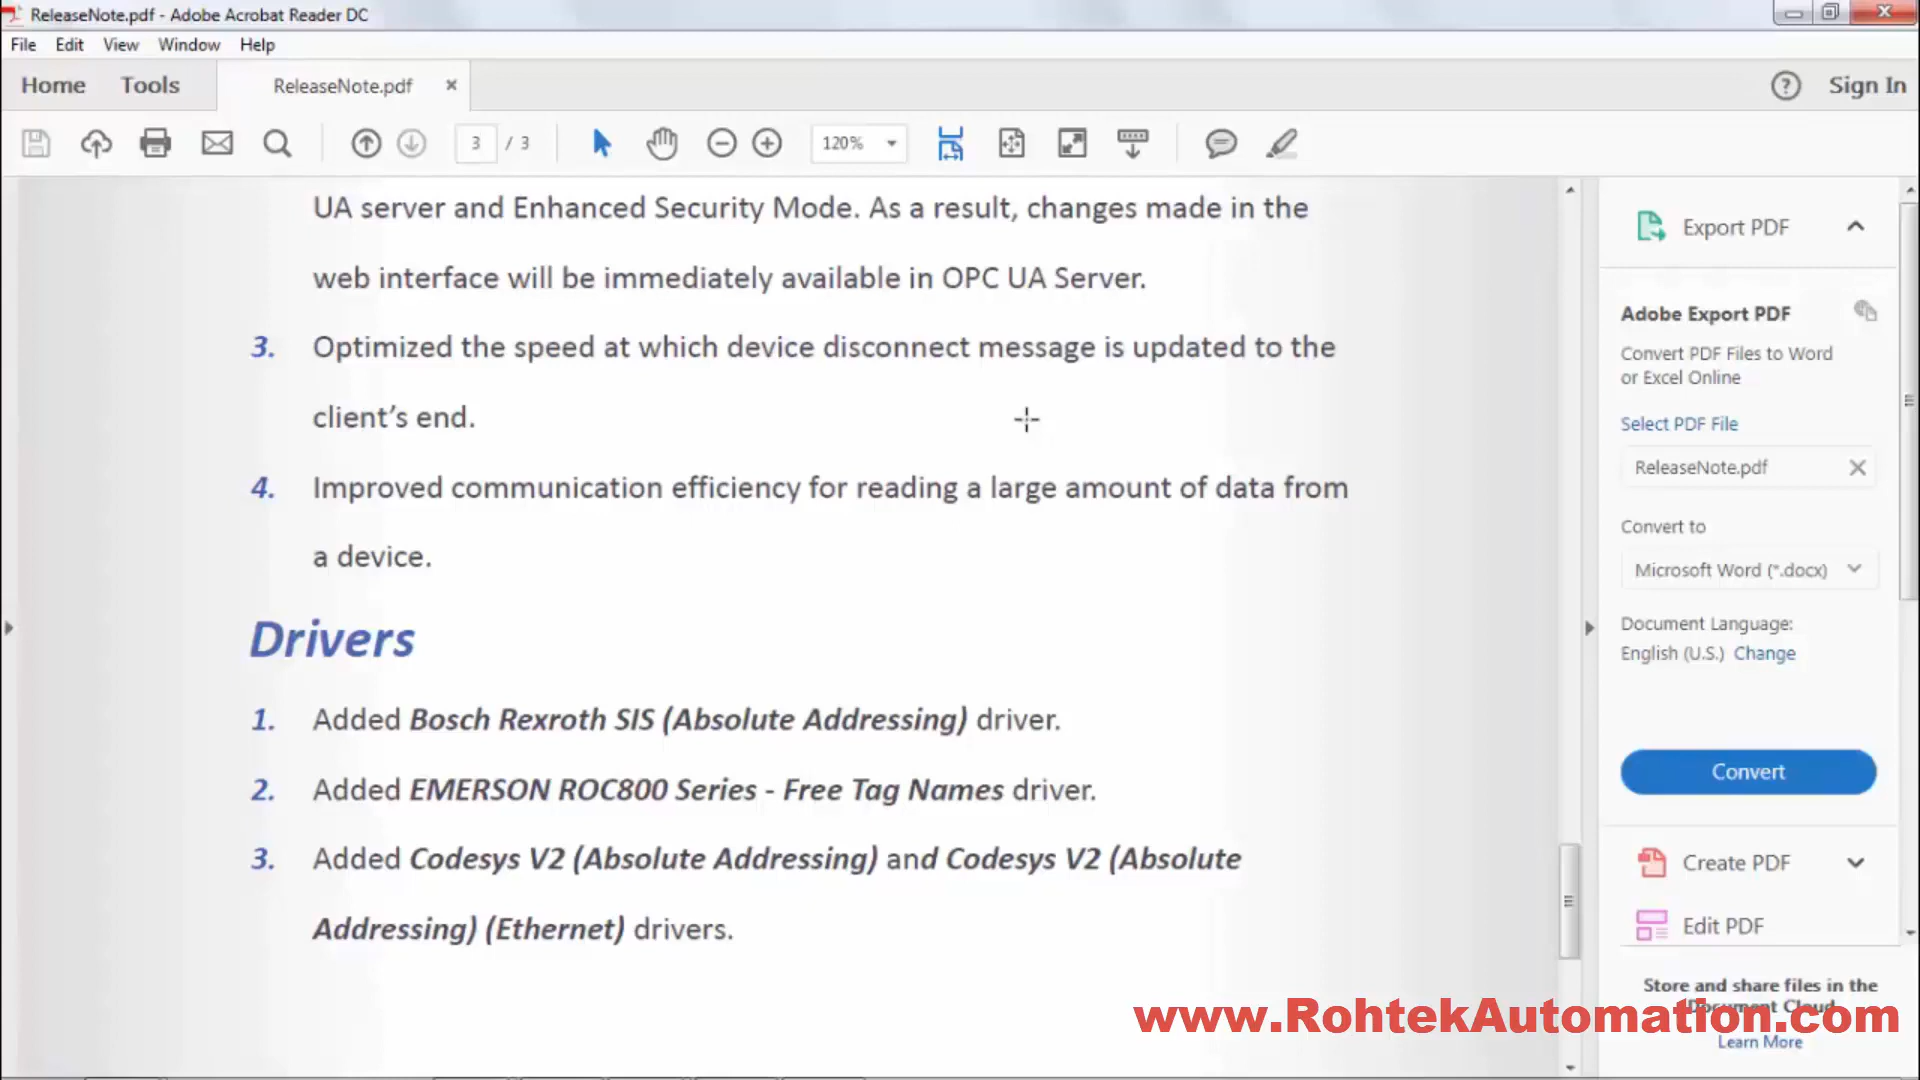 ReleaseNote.pdf - Adobe Acrobat Reader DC
File Edit View Window Help
Home Tools ReleaseNote.pdf Sign In
3 / 3 120%
UA server and Enhanced Security Mode. As a result, changes made in the
web interface will be immediately available in OPC UA Server.
3. Optimized the speed at which device disconnect message is updated to the
client’s end.
4. Improved communication efficiency for reading a large amount of data from
a device.
Drivers
1. Added Bosch Rexroth SIS (Absolute Addressing) driver.
2. Added EMERSON ROC800 Series - Free Tag Names driver.
3. Added Codesys V2 (Absolute Addressing) and Codesys V2 (Absolute
Addressing) (Ethernet) drivers.
Export PDF
Adobe Export PDF
Convert PDF Files to Word
or Excel Online
Select PDF File
ReleaseNote.pdf
Convert to
Microsoft Word (*.docx)
Document Language:
English (U.S.) Change
Convert
Create PDF
Edit PDF
Store and share files in the
Document Cloud
Learn More
www.RohtekAutomation.com